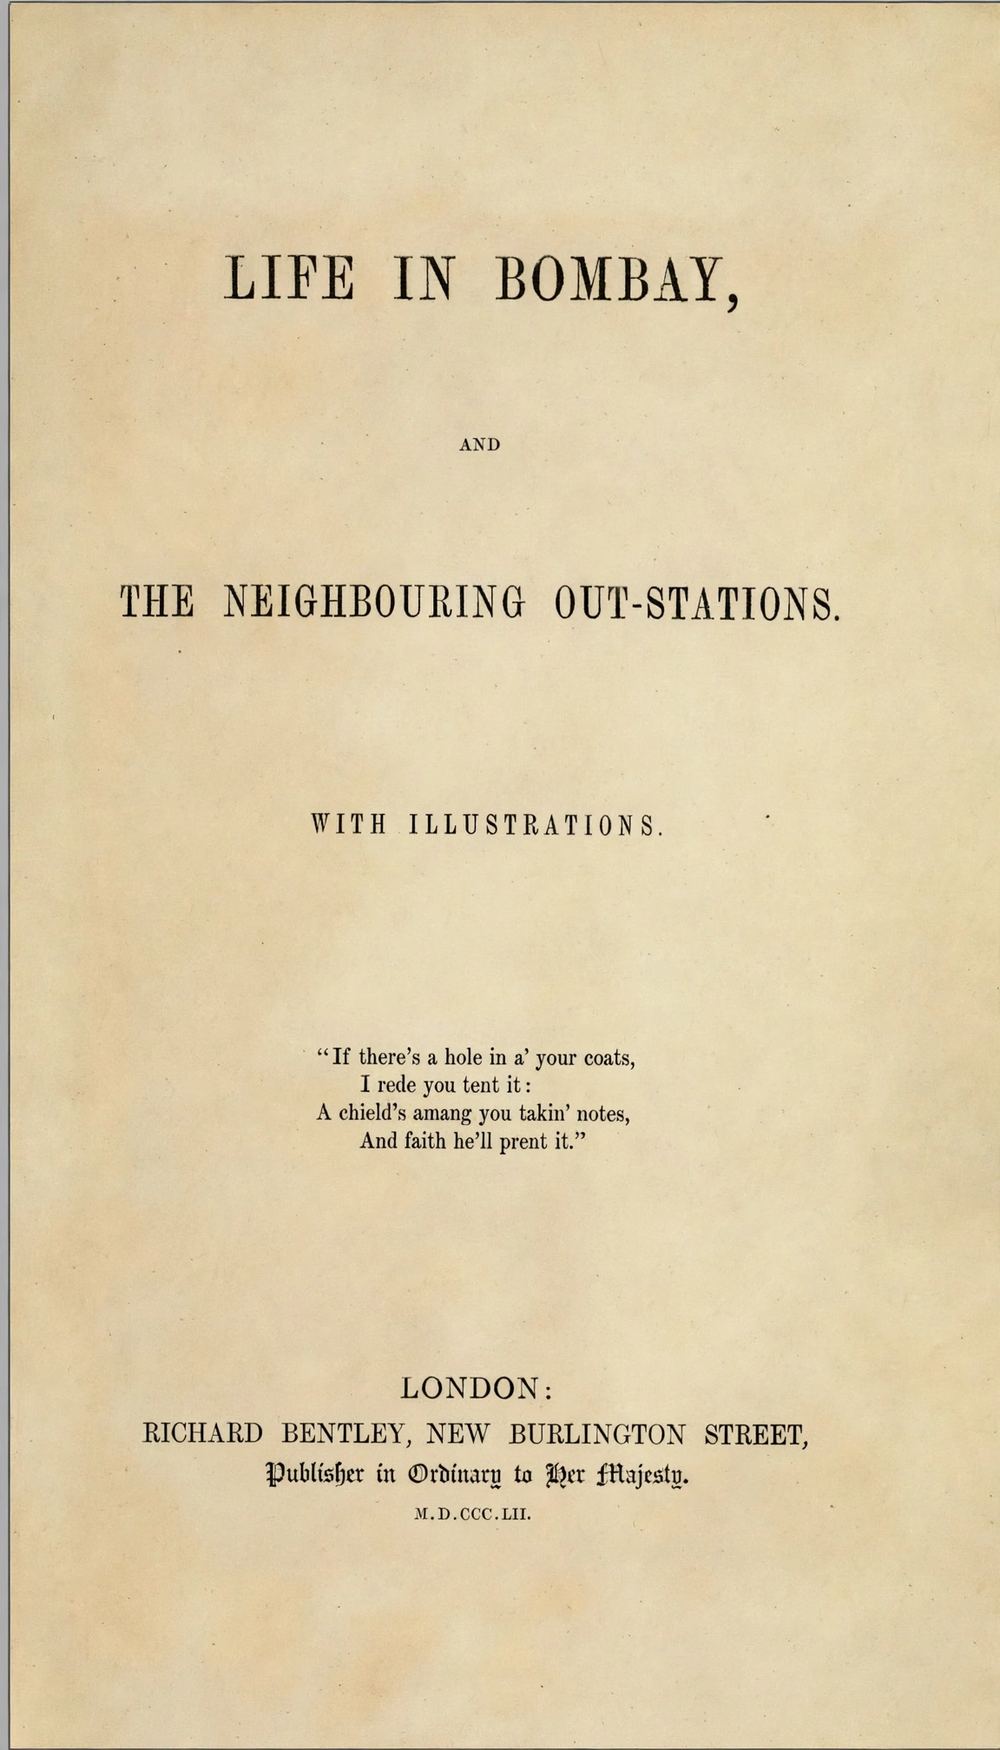 LIFE IN BOMBAY,
AND
THE NEIGHBOURING OUT-STATIONS.
WITH ILLUSTRATIONS.
“If there’s a hole in a’ your coats,
I rede you tent it:
A chield’s amang you takin’ notes,
And faith he’ll prent it.”
LONDON:
RICHARD BENTLEY, NEW BURLINGTON STREET,
Publisher in Ordinary to Her Majesty.
M.D.CCC.LII.